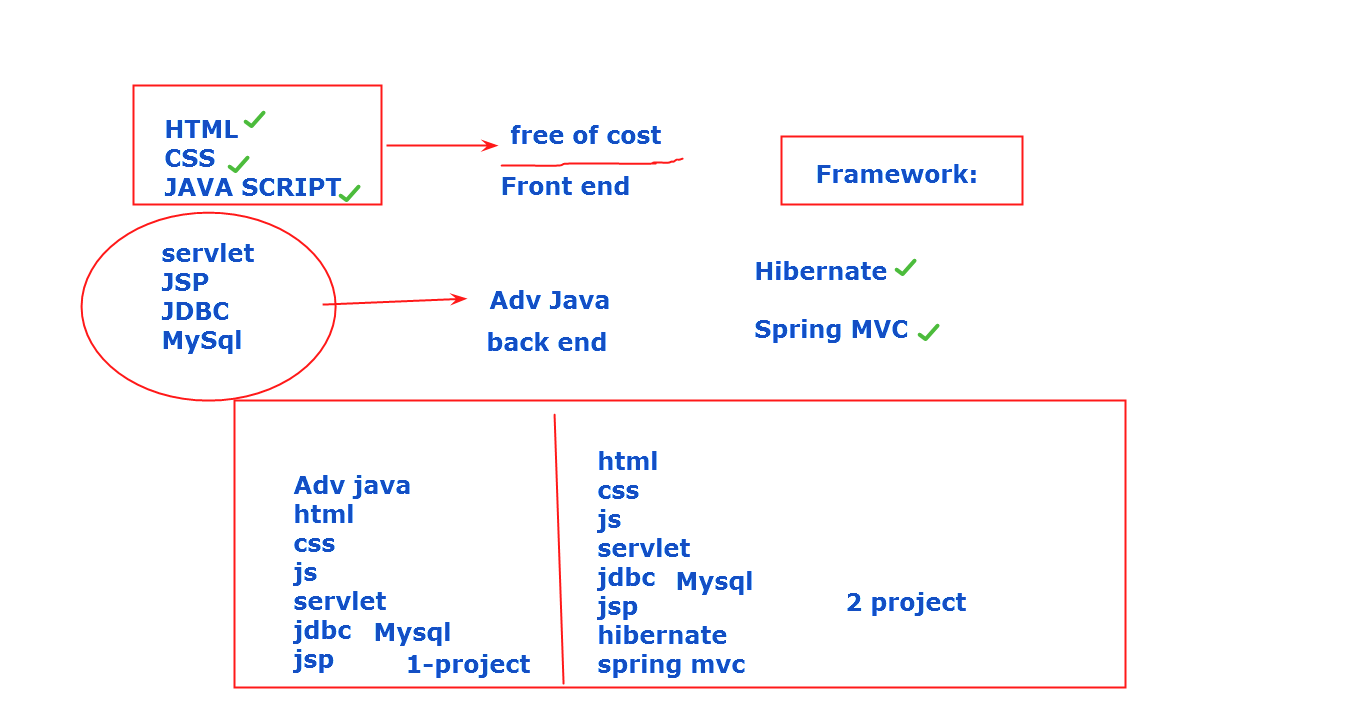 HTML
CSS
JAVA SCRIPT
free of cost
Front end
Framework:
servlet
JSP
JDBC
MySql
Adv Java
back end
Hibernate
Spring MVC
Adv java
html
css
js
servlet
jdbc Mysql
jsp 1-project
html
css
js
servlet
jdbc Mysql
jsp
hibernate
spring mvc
2 project